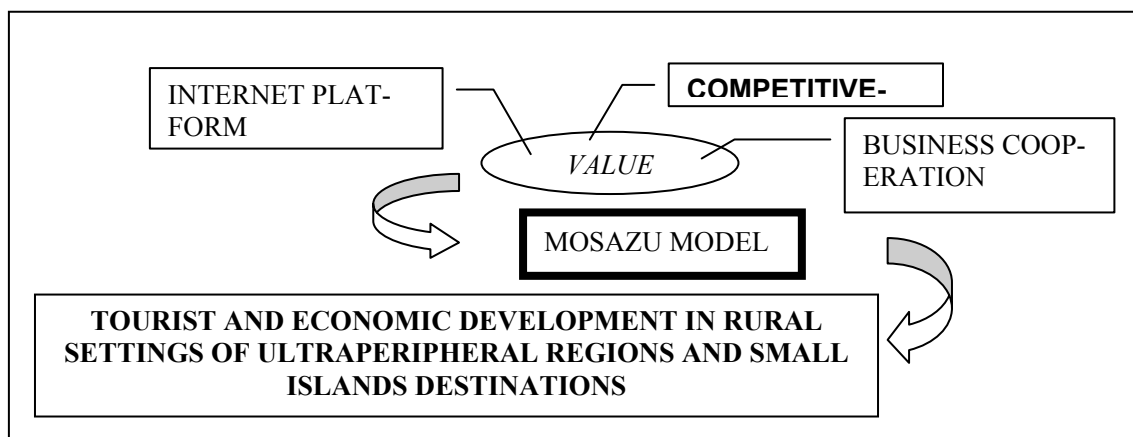 INTERNET PLAT-
FORM
COMPETITIVE-
VALUE
BUSINESS COOP-
ERATION
MOSAZU MODEL
TOURIST AND ECONOMIC DEVELOPMENT IN RURAL
SETTINGS OF ULTRAPERIPHERAL REGIONS AND SMALL
ISLANDS DESTINATIONS